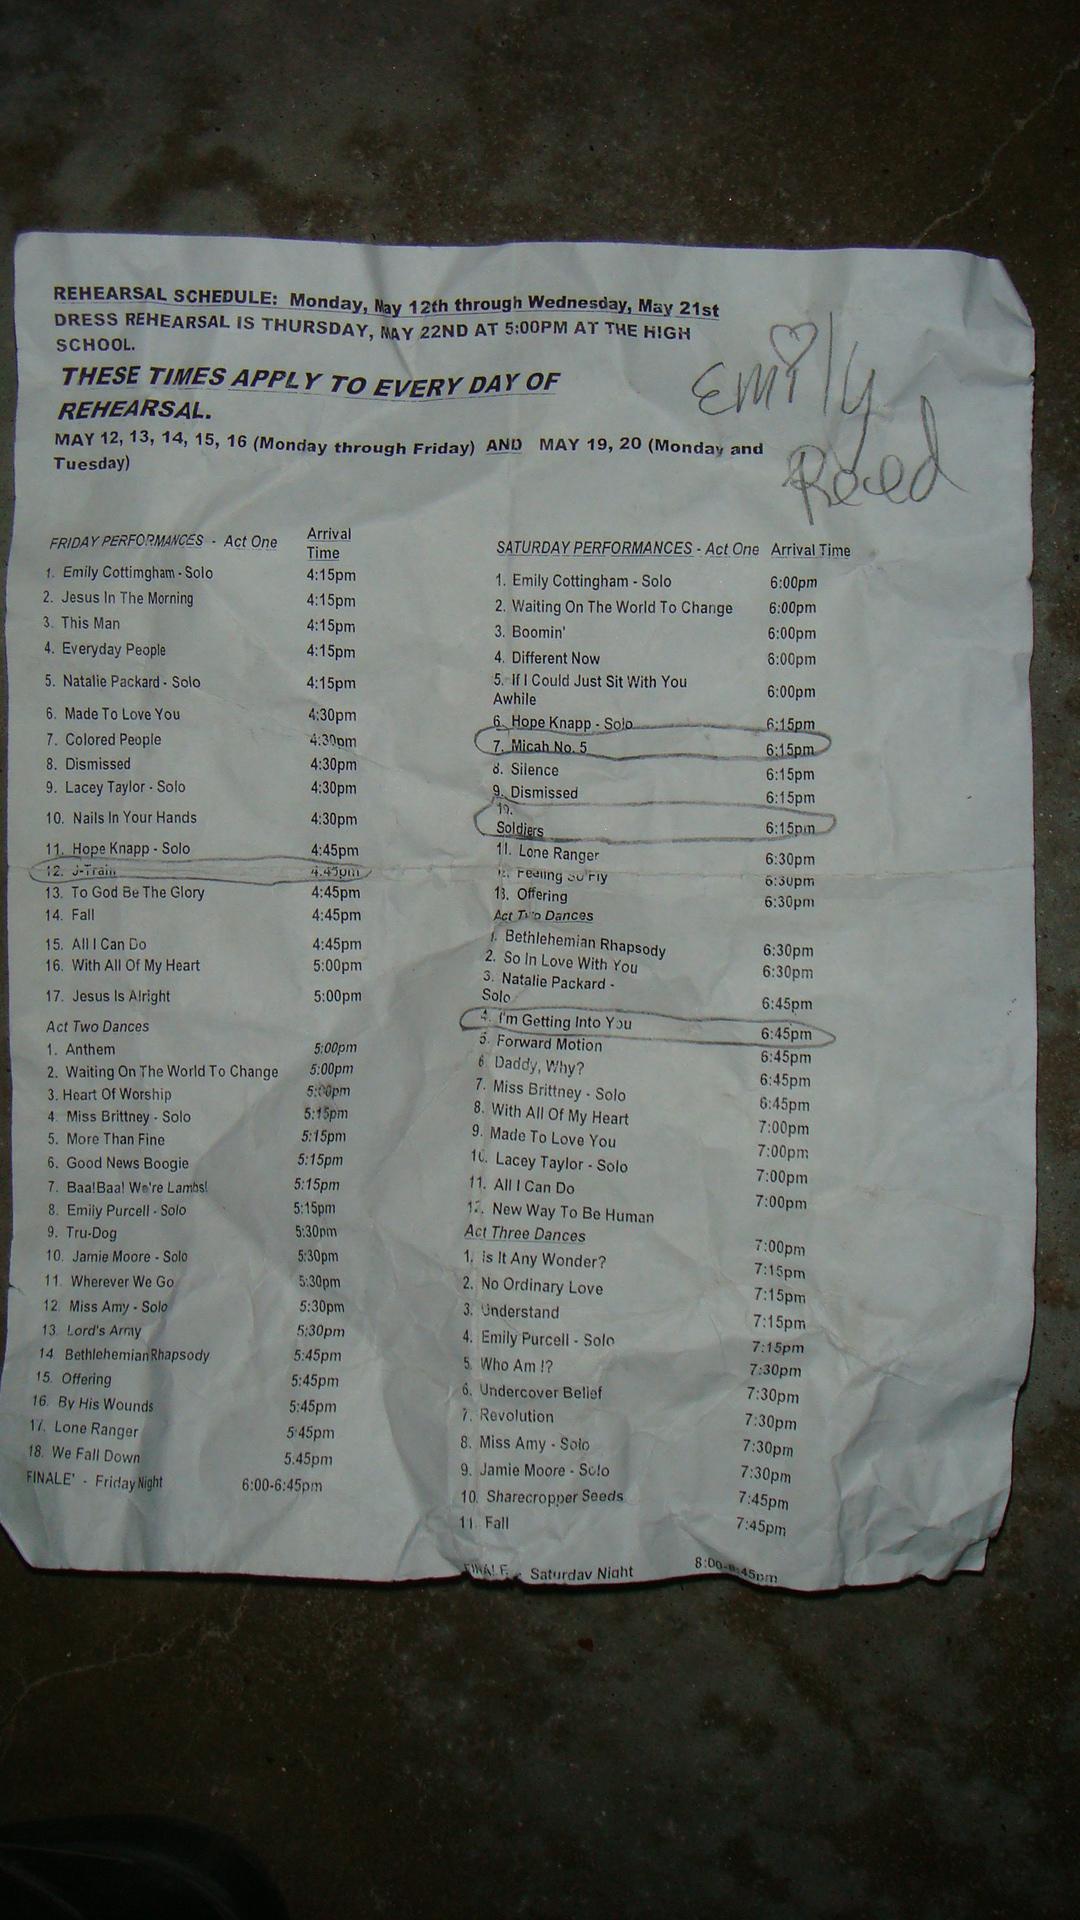 REHEARSAL SCHEDULE: Monday, May 12th through Wednesday, May 21st
DRESS REHEARSAL IS THURSDAY, MAY 22ND AT 5:00PM AT THE HIGH
SCHOOL.
THESE TIMES APPLY TO EVERY DAY OF
REHEARSAL.
MAY 12, 13, 14, 15, 16 (Monday through Friday) AND MAY 19, 20 (Monday and
Tuesday)
Emily
Reed
FRIDAY PERFORMANCES - Act One Arrival
Time
1. Emily Cottimgham - Solo 4:15pm
2. Jesus In The Morning 4:15pm
3. This Man 4:15pm
4. Everyday People 4:15pm
5. Natalie Packard - Solo 4:15pm
6. Made To Love You 4:30pm
7. Colored People 4:30pm
8. Dismissed 4:30pm
9. Lacey Taylor - Solo 4:30pm
10. Nails In Your Hands 4:30pm
11. Hope Knapp - Solo 4:45pm
12. J-Train 4:45pm
13. To God Be The Glory 4:45pm
14. Fall 4:45pm
15. All I Can Do 4:45pm
16. With All Of My Heart 5:00pm
17. Jesus Is Alright 5:00pm
Act Two Dances
1. Anthem 5:00pm
2. Waiting On The World To Change 5:00pm
3. Heart Of Worship 5:00pm
4. Miss Brittney - Solo 5:15pm
5. More Than Fine 5:15pm
6. Good News Boogie 5:15pm
7. Baa!Baa! We're Lambs! 5:15pm
8. Emily Purcell - Solo 5:15pm
9. Tru-Dog 5:30pm
10. Jamie Moore - Solo 5:30pm
11. Wherever We Go 5:30pm
12. Miss Amy - Solo 5:30pm
13. Lord's Army 5:30pm
14. Bethlehemian Rhapsody 5:45pm
15. Offering 5:45pm
16. By His Wounds 5:45pm
17. Lone Ranger 5:45pm
18. We Fall Down 5:45pm
FINALE' - Friday Night 6:00-6:45pm
SATURDAY PERFORMANCES - Act One Arrival Time
1. Emily Cottingham - Solo 6:00pm
2. Waiting On The World To Change 6:00pm
3. Boomin' 6:00pm
4. Different Now 6:00pm
5. If I Could Just Sit With You
Awhile 6:00pm
6. Hope Knapp - Solo 6:15pm
7. Micah No. 5 6:15pm
8. Silence 6:15pm
9. Dismissed 6:15pm
10.
Soldiers 6:15pm
11. Lone Ranger 6:30pm
12. Feeling So Fly 6:30pm
13. Offering 6:30pm
Act Two Dances
1. Bethlehemian Rhapsody 6:30pm
2. So In Love With You 6:30pm
3. Natalie Packard -
Solo 6:45pm
4. I'm Getting Into You 6:45pm
5. Forward Motion 6:45pm
6 Daddy, Why? 6:45pm
7. Miss Brittney - Solo 6:45pm
8. With All Of My Heart 7:00pm
9. Made To Love You 7:00pm
10. Lacey Taylor - Solo 7:00pm
11. All I Can Do 7:00pm
12. New Way To Be Human
Act Three Dances 7:00pm
1. Is It Any Wonder? 7:15pm
2. No Ordinary Love 7:15pm
3. Understand 7:15pm
4. Emily Purcell - Solo 7:15pm
5. Who Am I? 7:30pm
6. Undercover Belief 7:30pm
7. Revolution 7:30pm
8. Miss Amy - Solo 7:30pm
9. Jamie Moore - Solo 7:30pm
10. Sharecropper Seeds 7:45pm
11. Fall 7:45pm
FINALE - Saturday Night 8:00-8:45pm